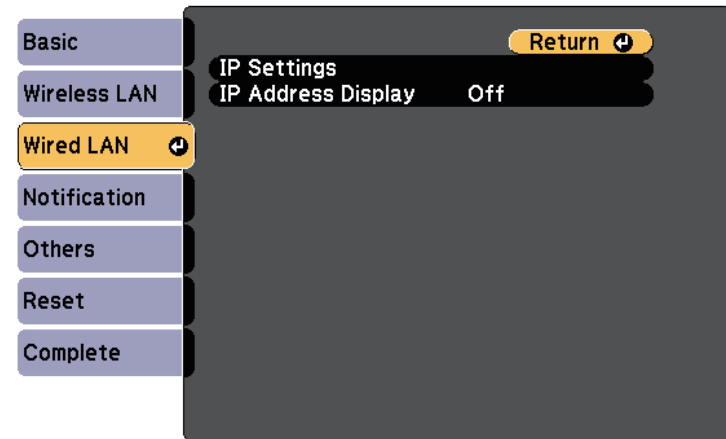 Basic
Wireless LAN
Wired LAN
Notification
Others
Reset
Complete
Return
IP Settings
IP Address Display Off